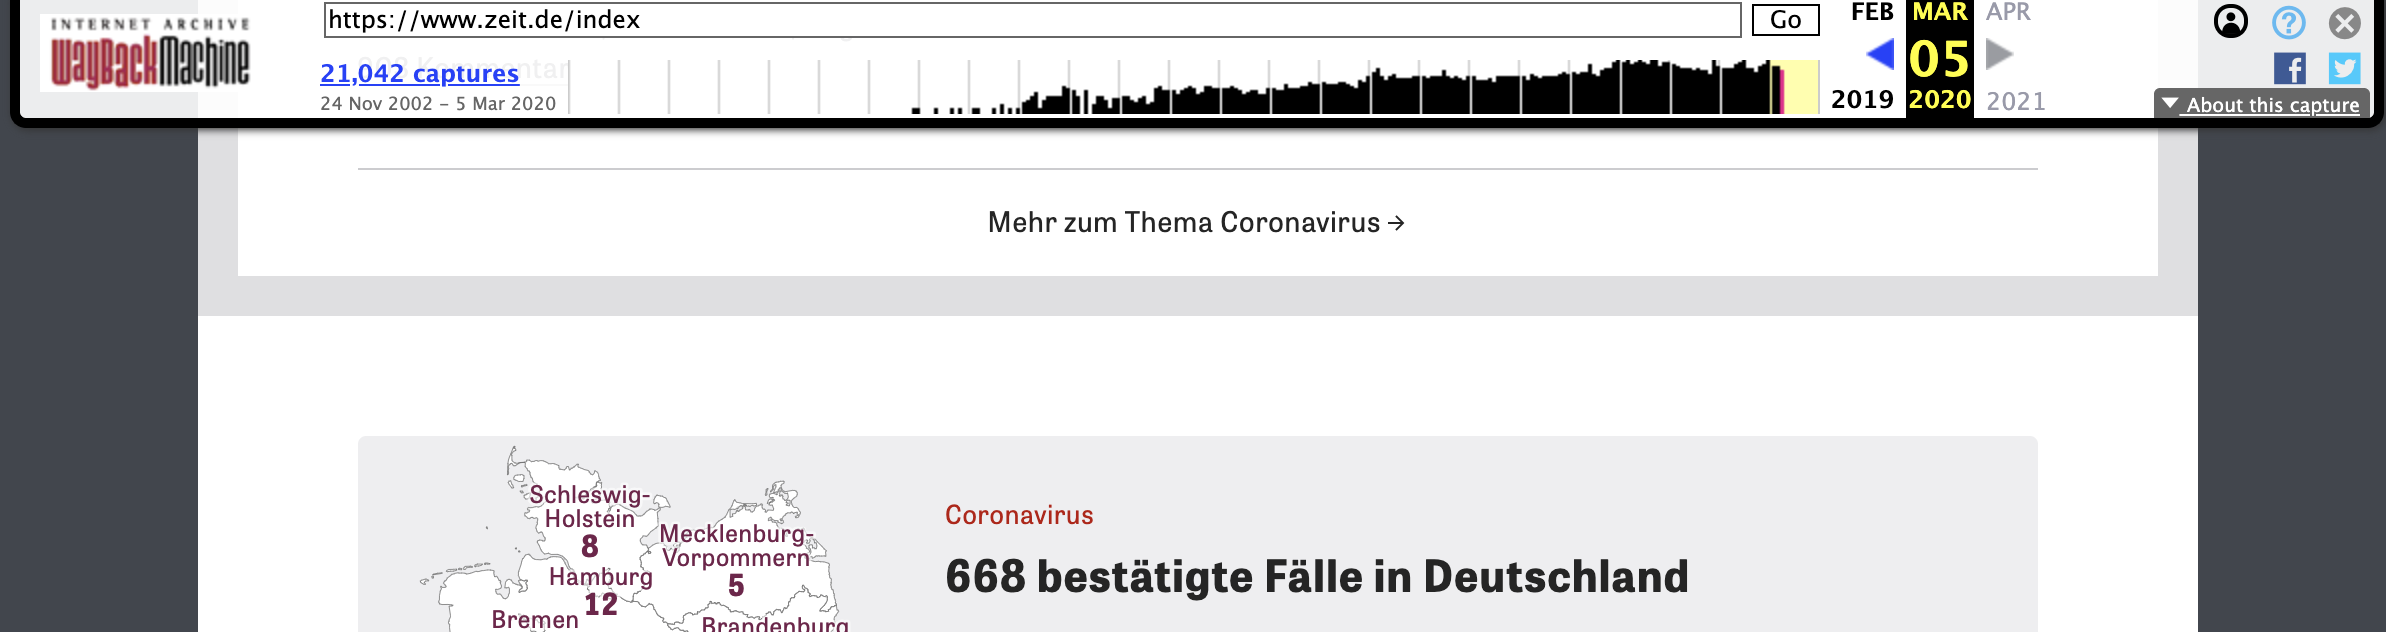 INTERNET ARCHIVE
WayBackMachine
https://www.zeit.de/index
Go
FEB
MAR
APR
21,042 captures
05
24 Nov 2002 – 5 Mar 2020
2019
2020
2021
About this capture
Mehr zum Thema Coronavirus →
Schleswig-
Holstein
8
Mecklenburg-
Vorpommern
5
Hamburg
12
Bremen
Brandenburg
Coronavirus
668 bestätigte Fälle in Deutschland